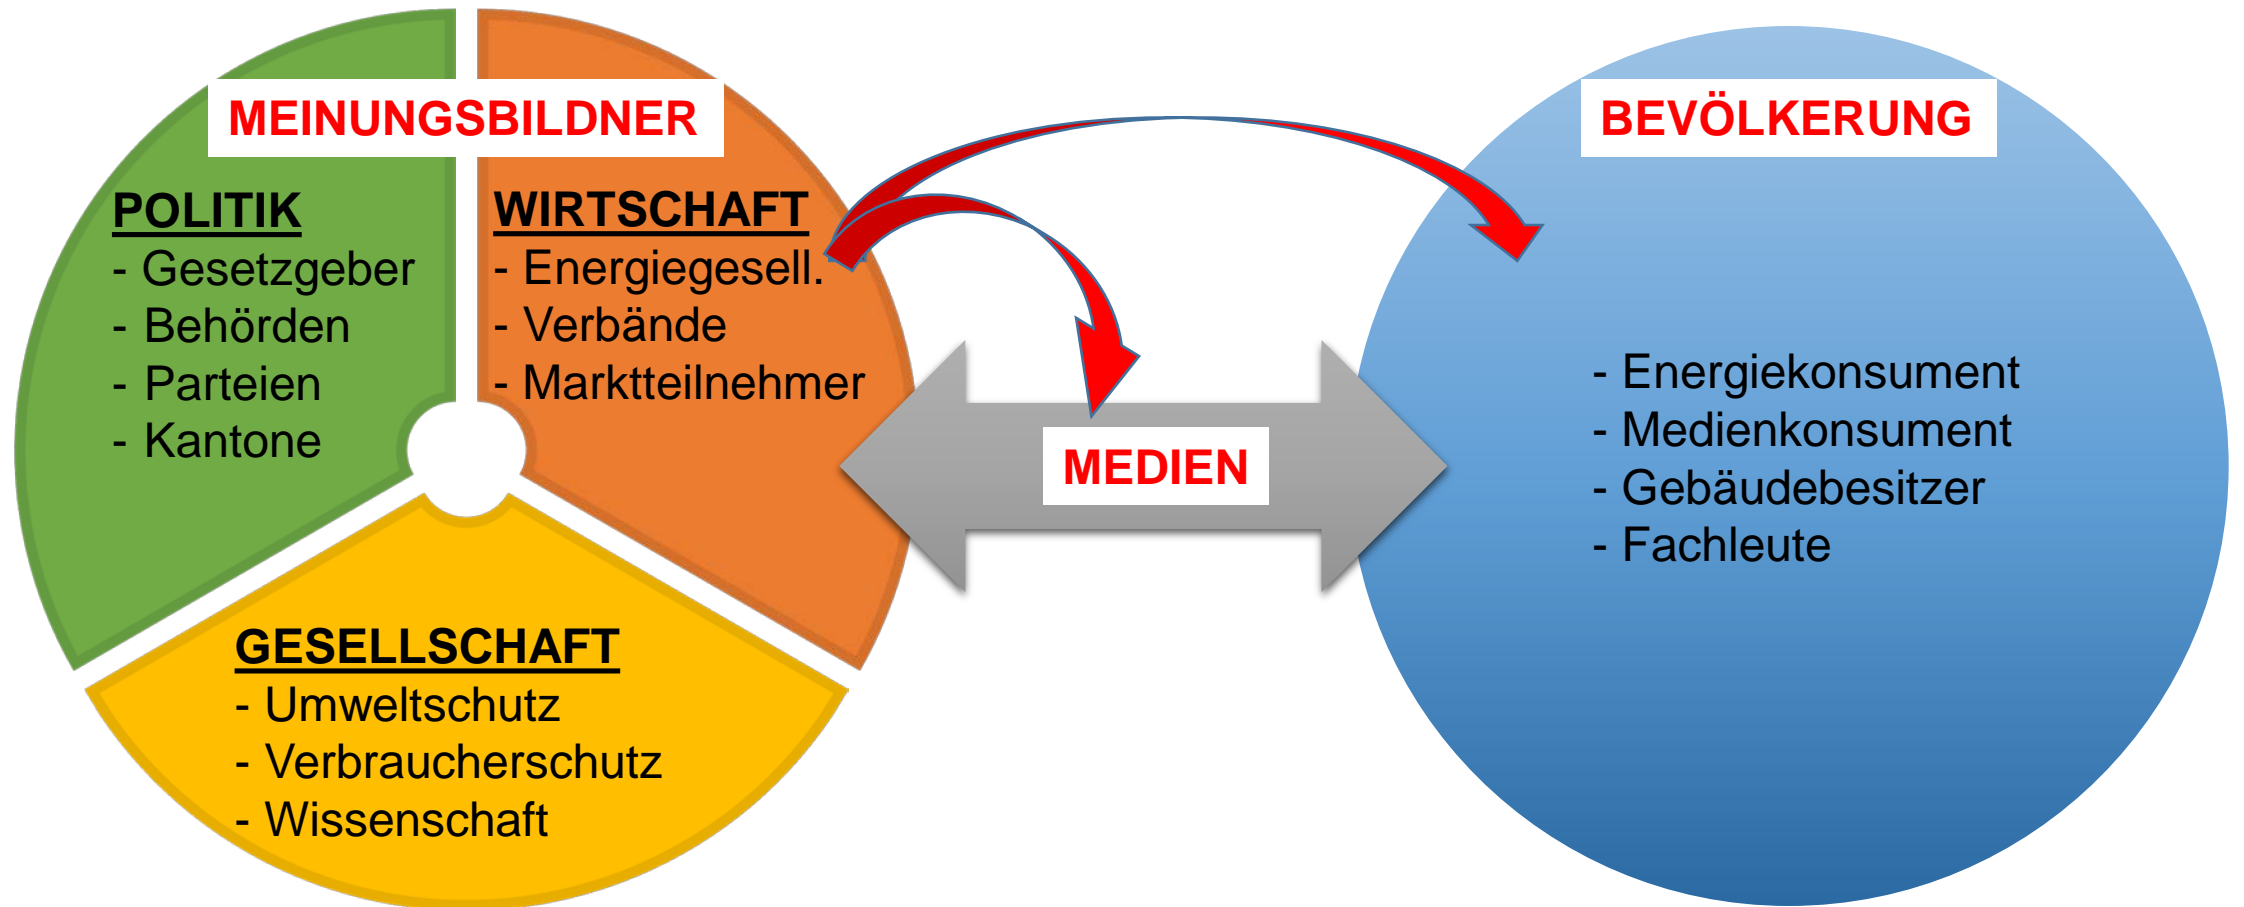 MEINUNGSBILDNER
POLITIK
- Gesetzgeber
- Behörden
- Parteien
- Kantone
WIRTSCHAFT
- Energiegesell.
- Verbände
- Marktteilnehmer
GESELLSCHAFT
- Umweltschutz
- Verbraucherschutz
- Wissenschaft
MEDIEN
BEVÖLKERUNG
- Energiekonsument
- Medienkonsument
- Gebäudebesitzer
- Fachleute